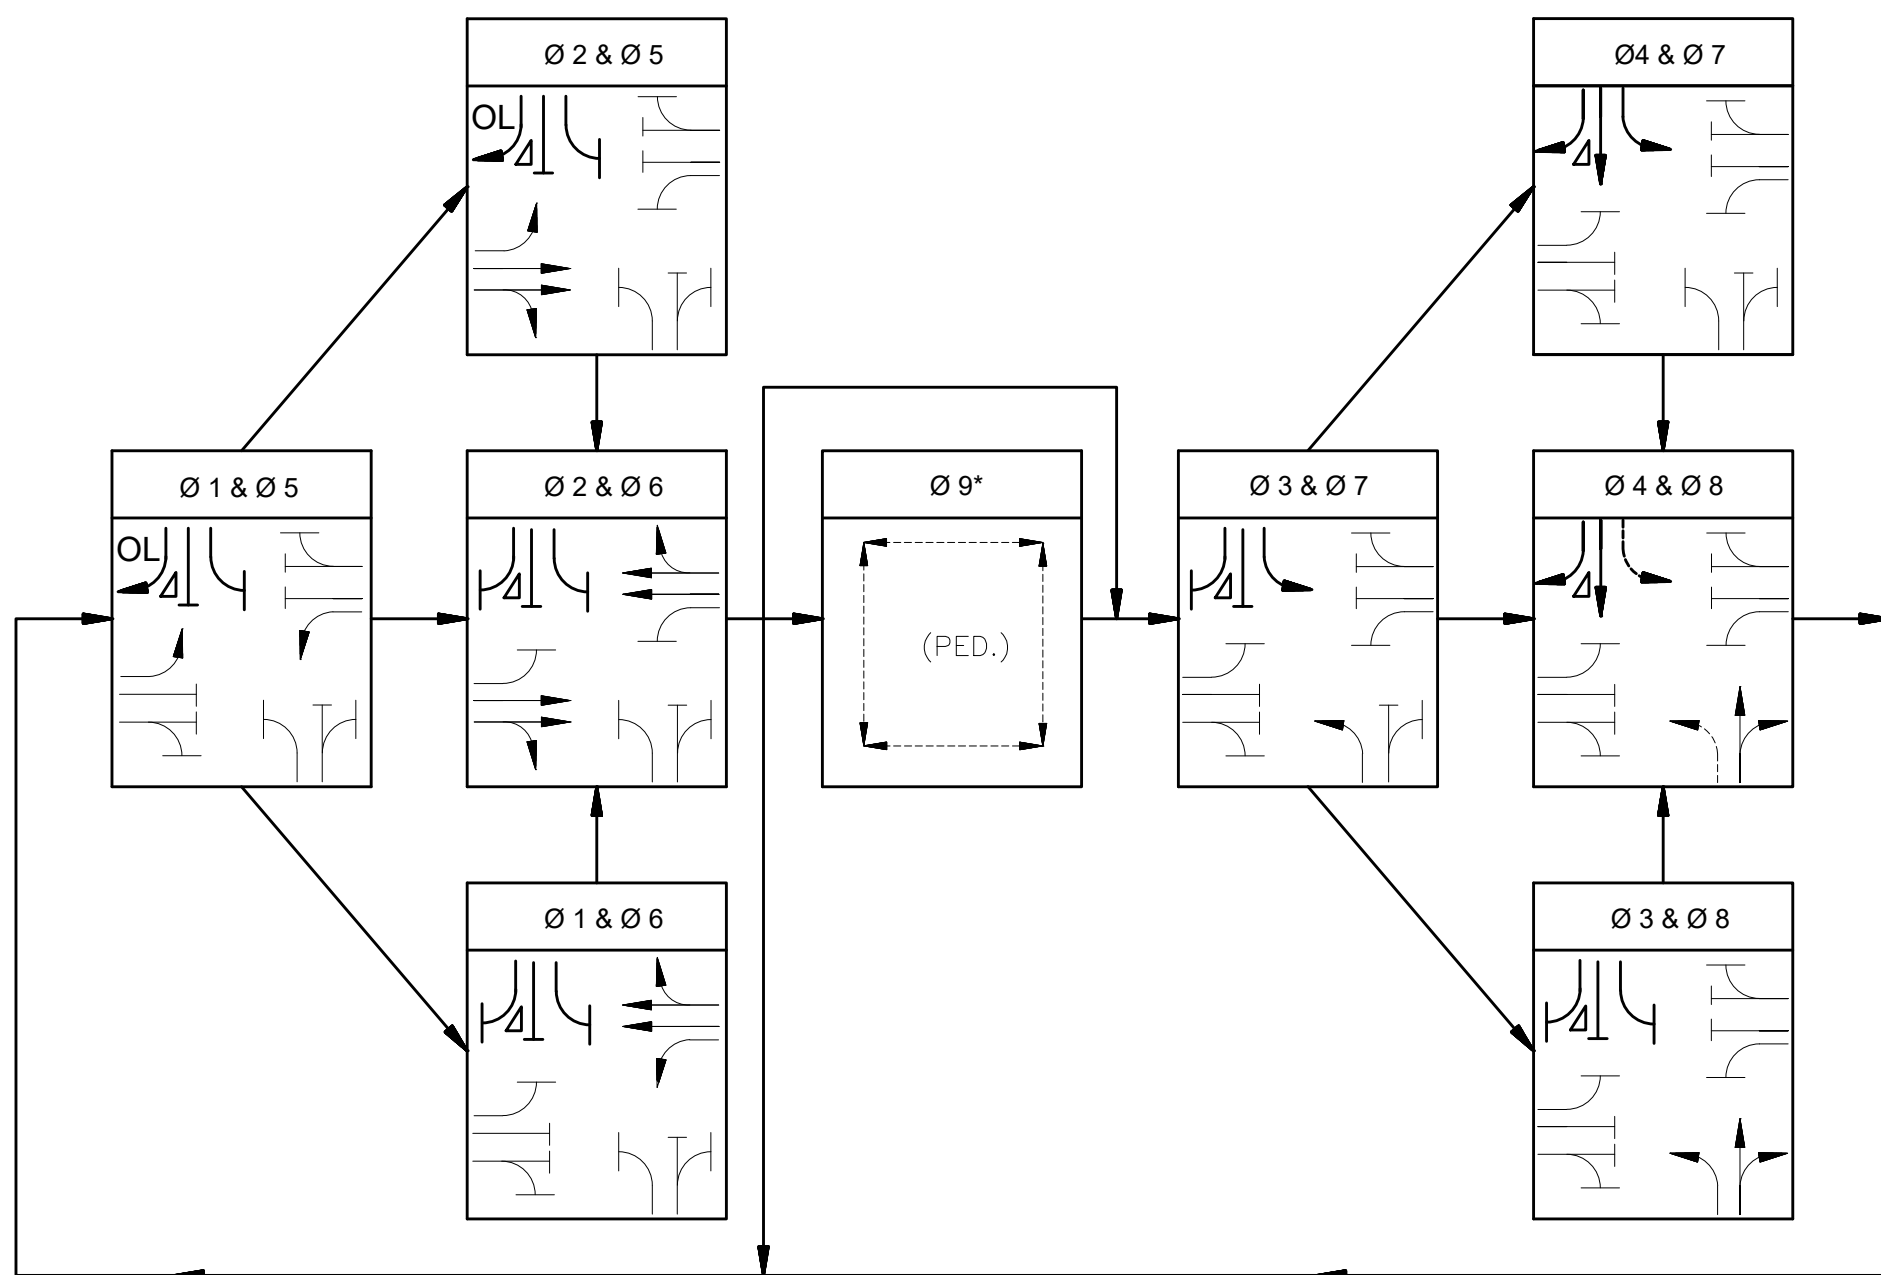 Ø 2 & Ø 5
OL
Ø4 & Ø 7
Ø 1 & Ø 5
OL
Ø 2 & Ø 6
Ø 9*
(PED.)
Ø 3 & Ø 7
Ø 4 & Ø 8
Ø 1 & Ø 6
Ø 3 & Ø 8